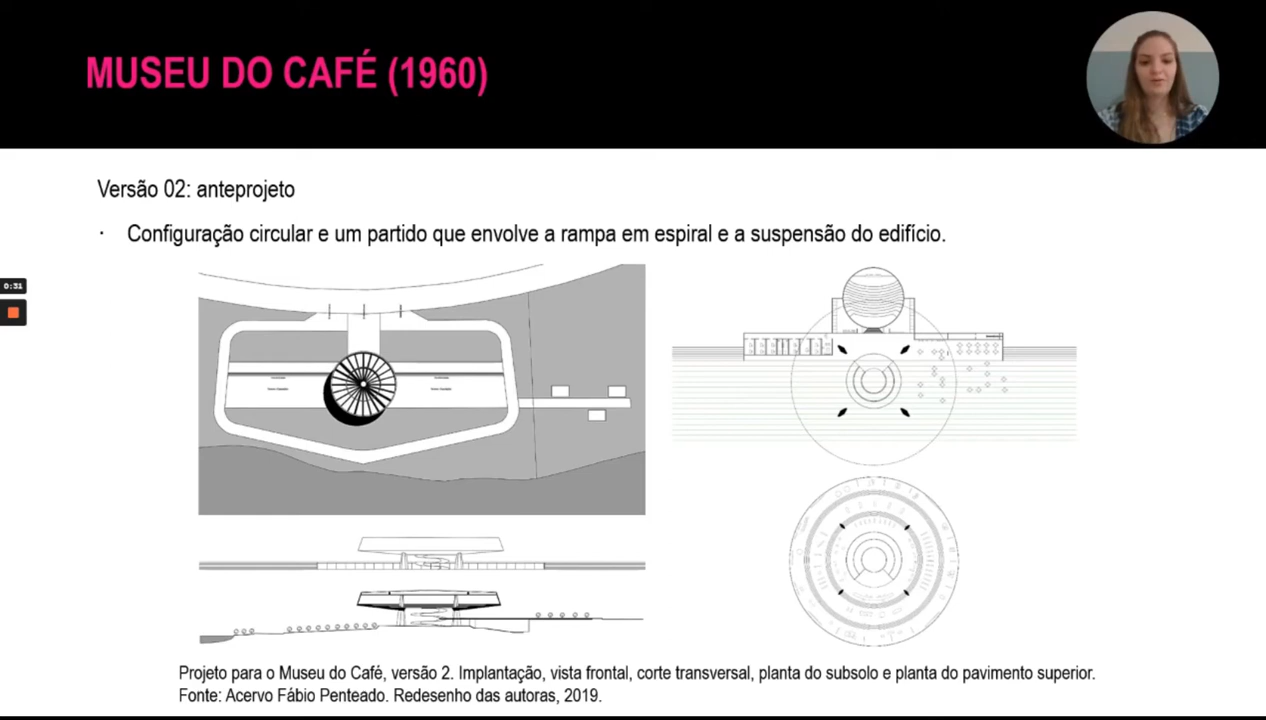 MUSEU DO CAFÉ (1960)
Versão 02: anteprojeto
· Configuração circular e um partido que envolve a rampa em espiral e a suspensão do edifício.
0:31
Projeto para o Museu do Café, versão 2. Implantação, vista frontal, corte transversal, planta do subsolo e planta do pavimento superior.
Fonte: Acervo Fábio Penteado. Redesenho das autoras, 2019.